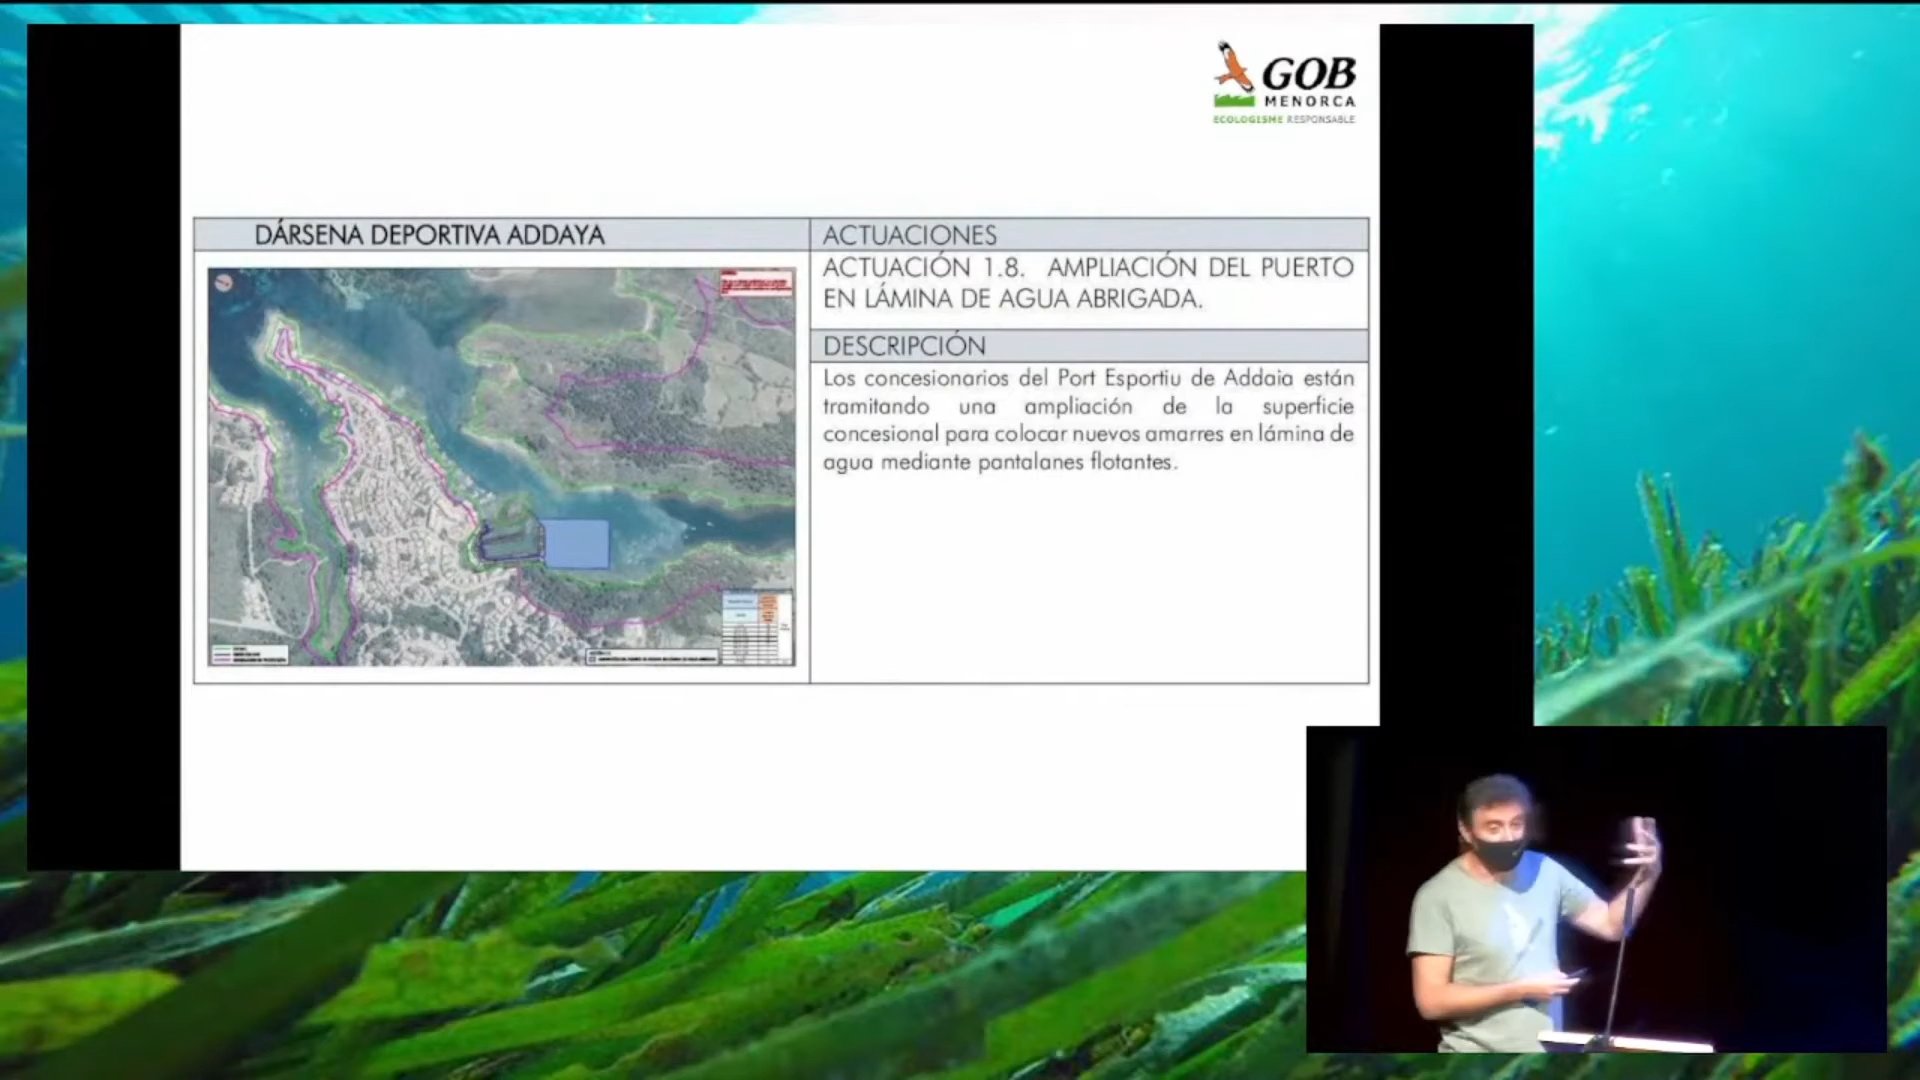 GOB
MENORCA
ECOLOGISME RESPONSABLE
DÁRSENA DEPORTIVA ADDAYA
ACTUACIONES
ACTUACIÓN 1.8. AMPLIACIÓN DEL PUERTO
EN LÁMINA DE AGUA ABRIGADA.
DESCRIPCIÓN
Los concesionarios del Port Esportiu de Addaia están
tramitando una ampliación de la superficie
concesional para colocar nuevos amarres en lámina de
agua mediante pantalanes flotantes.